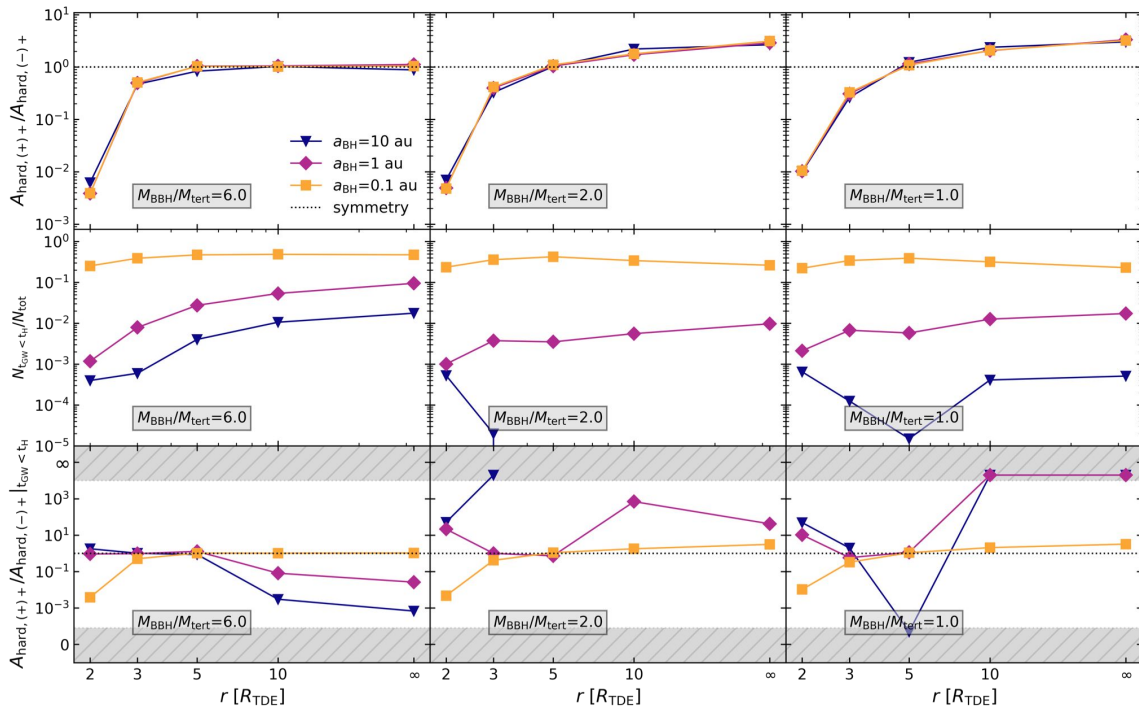 A_hard,(+)+/A_hard,(−)+
10^1
10^0
10^−1
10^−2
10^−3
a_BH=10 au
a_BH=1 au
a_BH=0.1 au
symmetry
M_BBH/M_tert=6.0
M_BBH/M_tert=2.0
M_BBH/M_tert=1.0
N_t_GW<t_H/N_tot
10^0
10^−1
10^−2
10^−3
10^−4
10^−5
M_BBH/M_tert=6.0
M_BBH/M_tert=2.0
M_BBH/M_tert=1.0
A_hard,(+)+/A_hard,(−)+|t_GW<t_H
∞
10^3
10^1
10^−1
10^−3
0
M_BBH/M_tert=6.0
M_BBH/M_tert=2.0
M_BBH/M_tert=1.0
2 3 5 10 ∞
2 3 5 10 ∞
2 3 5 10 ∞
r [R_TDE]
r [R_TDE]
r [R_TDE]